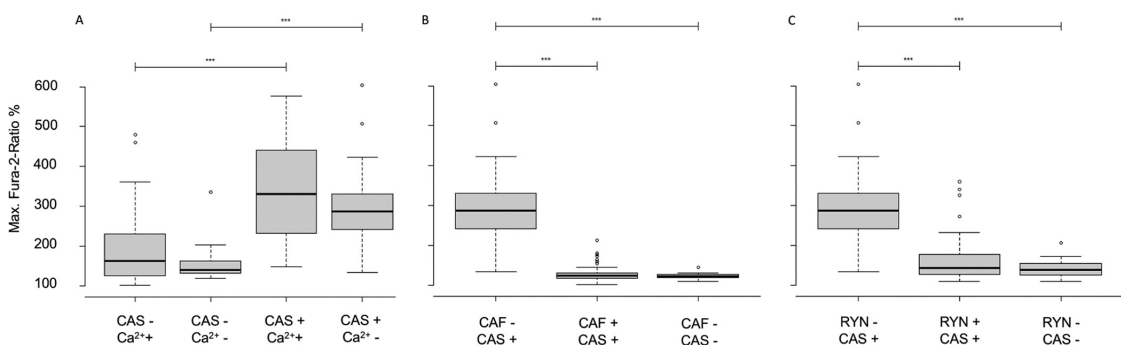 A
B
C
***
***
***
***
***
***
Max. Fura-2-Ratio %
600
500
400
300
200
100
CAS - CAS - CAS + CAS +
Ca²⁺+ Ca²⁺ - Ca²⁺+ Ca²⁺ -
CAF - CAF + CAF -
CAS + CAS + CAS -
RYN - RYN + RYN -
CAS + CAS + CAS -